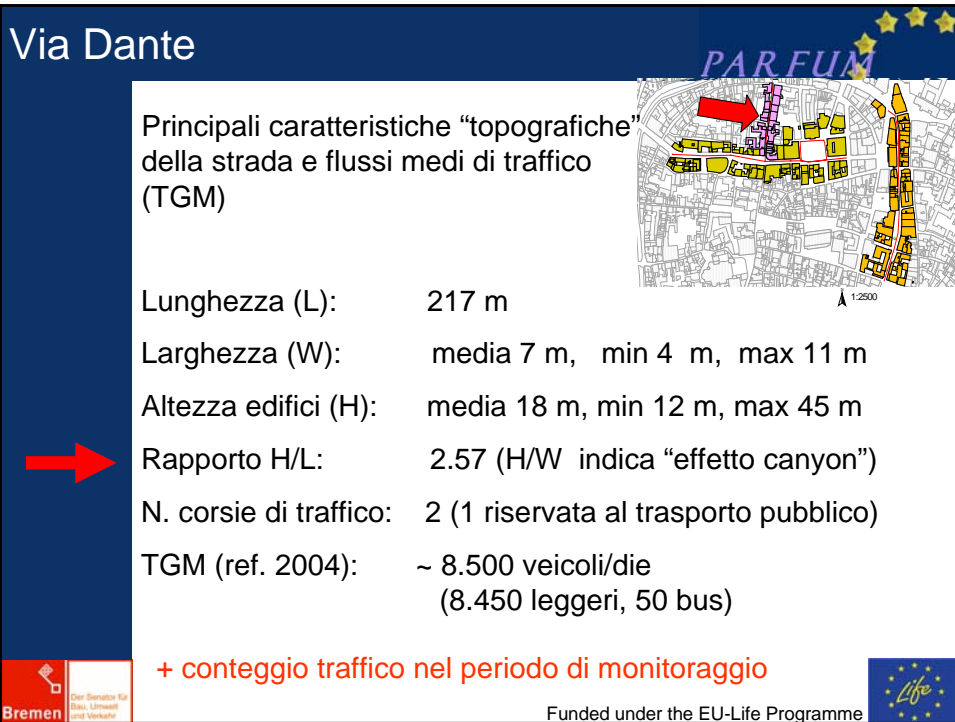 Via Dante
PARFUM
Principali caratteristiche “topografiche”
della strada e flussi medi di traffico
(TGM)
1:2500
Lunghezza (L): 217 m
Larghezza (W): media 7 m, min 4 m, max 11 m
Altezza edifici (H): media 18 m, min 12 m, max 45 m
Rapporto H/L: 2.57 (H/W indica “effetto canyon”)
N. corsie di traffico: 2 (1 riservata al trasporto pubblico)
TGM (ref. 2004): ~ 8.500 veicoli/die
(8.450 leggeri, 50 bus)
+ conteggio traffico nel periodo di monitoraggio
Bremen
Der Senator für
Bau, Umwelt
und Verkehr
Funded under the EU-Life Programme
Life